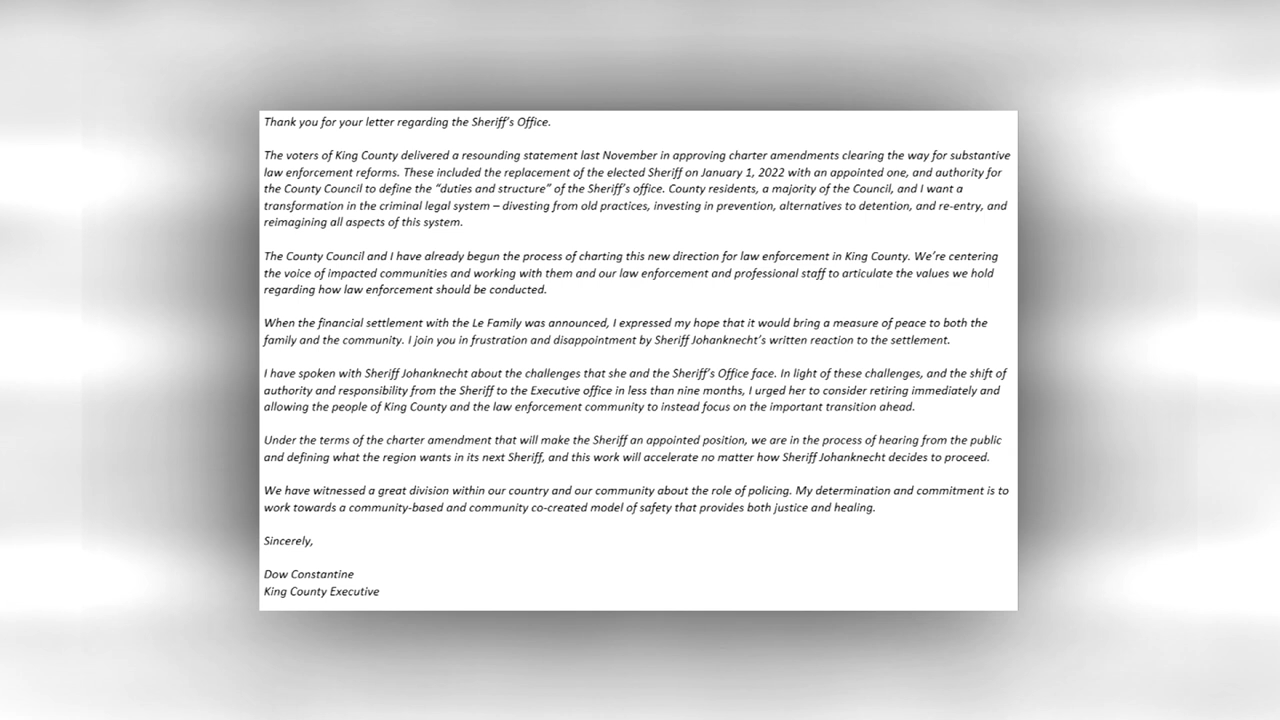 Thank you for your letter regarding the Sheriff's Office.
The voters of King County delivered a resounding statement last November in approving charter amendments clearing the way for substantive
law enforcement reforms. These included the replacement of the elected Sheriff on January 1, 2022 with an appointed one, and authority for
the County Council to define the “duties and structure” of the Sheriff's office. County residents, a majority of the Council, and I want a
transformation in the criminal legal system – divesting from old practices, investing in prevention, alternatives to detention, and re-entry, and
reimagining all aspects of this system.
The County Council and I have already begun the process of charting this new direction for law enforcement in King County. We're centering
the voice of impacted communities and working with them and our law enforcement and professional staff to articulate the values we hold
regarding how law enforcement should be conducted.
When the financial settlement with the Le Family was announced, I expressed my hope that it would bring a measure of peace to both the
family and the community. I join you in frustration and disappointment by Sheriff Johanknecht's written reaction to the settlement.
I have spoken with Sheriff Johanknecht about the challenges that she and the Sheriff's Office face. In light of these challenges, and the shift of
authority and responsibility from the Sheriff to the Executive office in less than nine months, I urged her to consider retiring immediately and
allowing the people of King County and the law enforcement community to instead focus on the important transition ahead.
Under the terms of the charter amendment that will make the Sheriff an appointed position, we are in the process of hearing from the public
and defining what the region wants in its next Sheriff, and this work will accelerate no matter how Sheriff Johanknecht decides to proceed.
We have witnessed a great division within our country and our community about the role of policing. My determination and commitment is to
work towards a community-based and community co-created model of safety that provides both justice and healing.
Sincerely,
Dow Constantine
King County Executive